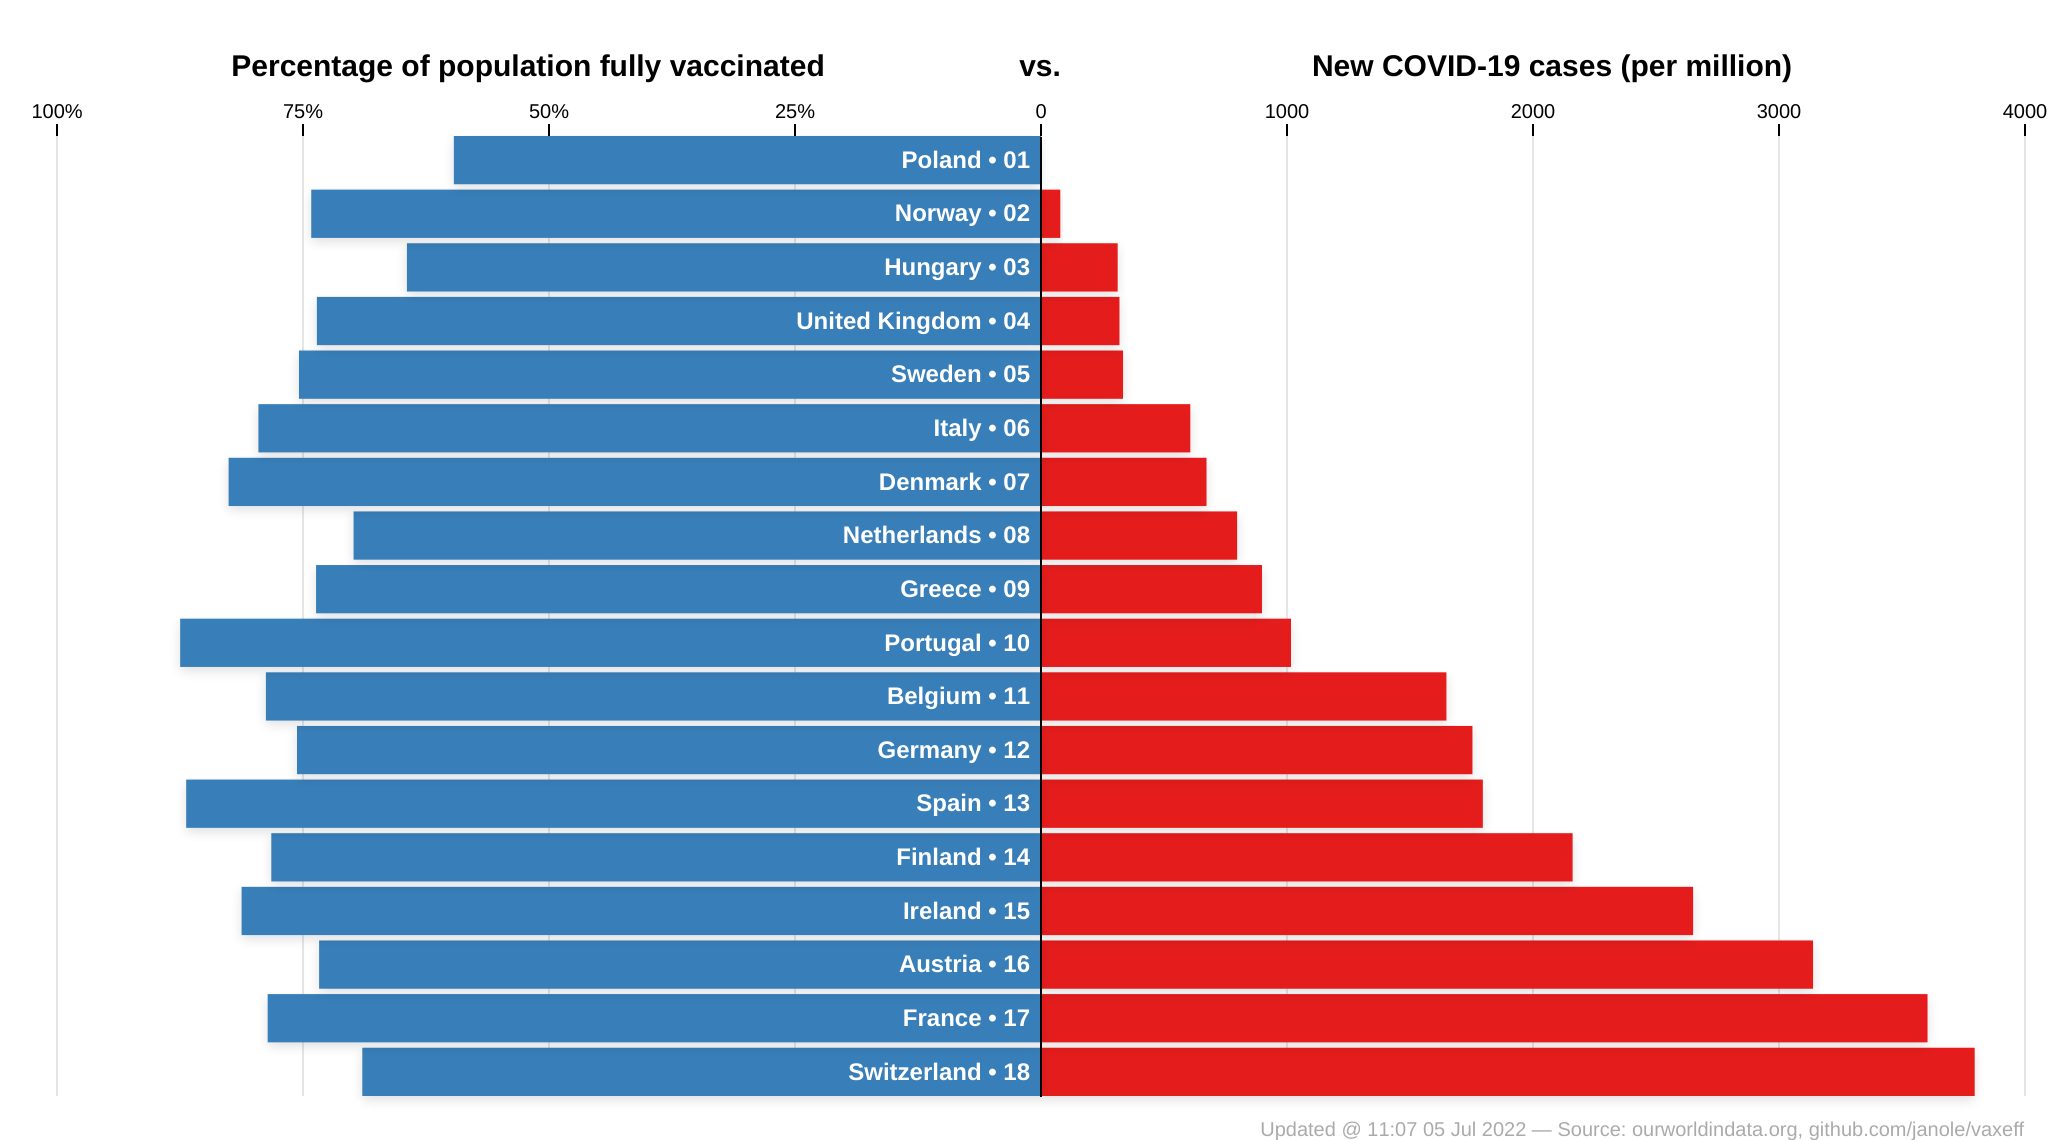 Percentage of population fully vaccinated vs. New COVID-19 cases (per million)
100% 75% 50% 25% 0 1000 2000 3000 4000
Poland • 01
Norway • 02
Hungary • 03
United Kingdom • 04
Sweden • 05
Italy • 06
Denmark • 07
Netherlands • 08
Greece • 09
Portugal • 10
Belgium • 11
Germany • 12
Spain • 13
Finland • 14
Ireland • 15
Austria • 16
France • 17
Switzerland • 18
Updated @ 11:07 05 Jul 2022 — Source: ourworldindata.org, github.com/janole/vaxeff